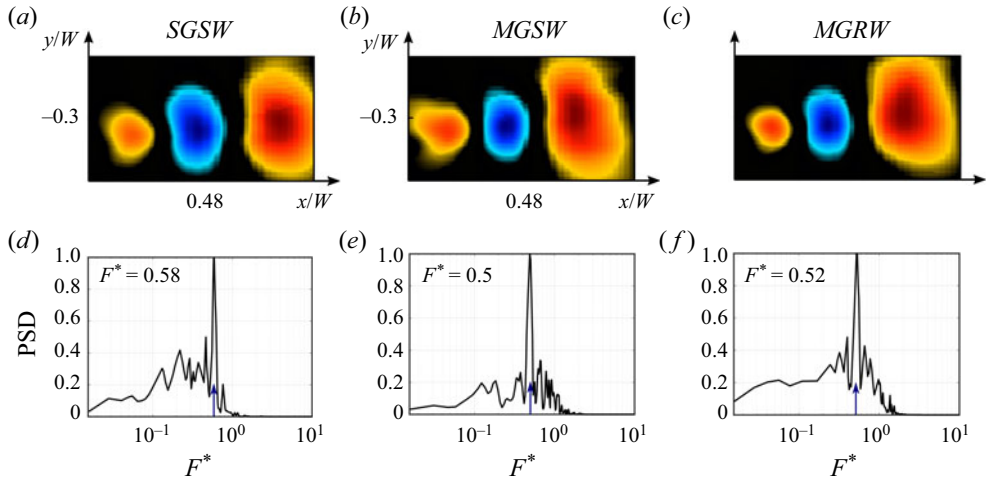 (a) SGSW
(b) MGSW
(c) MGRW
y/W
y/W
–0.3
–0.3
0.48 x/W
0.48 x/W
(d)
(e)
(f)
PSD
1.0
0.8
0.6
0.4
0.2
0
F* = 0.58
10⁻¹ 10⁰ 10¹
F*
1.0
0.8
0.6
0.4
0.2
0
F* = 0.5
10⁻¹ 10⁰ 10¹
F*
1.0
0.8
0.6
0.4
0.2
0
F* = 0.52
10⁻¹ 10⁰ 10¹
F*